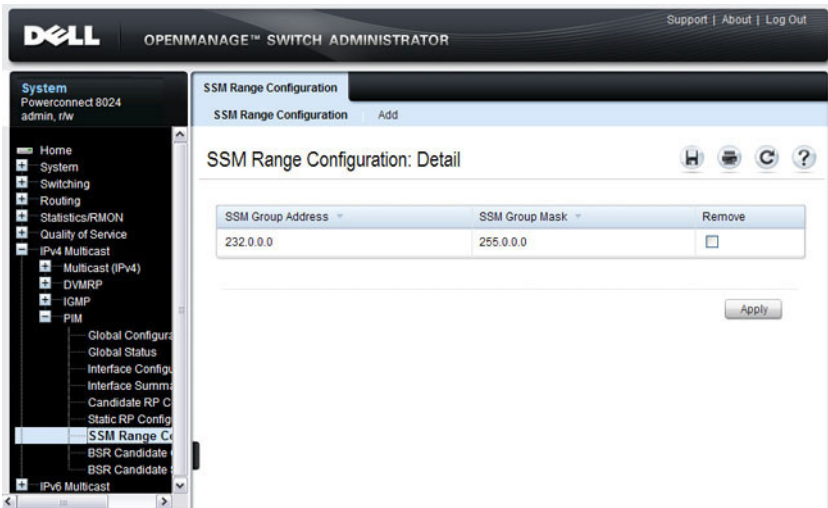 Support | About | Log Out
DELL
OPENMANAGE™ SWITCH ADMINISTRATOR
System
Powerconnect 8024
admin, r/w
Home
System
Switching
Routing
Statistics/RMON
Quality of Service
IPv4 Multicast
Multicast (IPv4)
DVMRP
IGMP
PIM
Global Configura
Global Status
Interface Configu
Interface Summa
Candidate RP C
Static RP Config
SSM Range Co
BSR Candidate
BSR Candidate
IPv6 Multicast
SSM Range Configuration
SSM Range Configuration Add
SSM Range Configuration: Detail
SSM Group Address SSM Group Mask Remove
232.0.0.0 255.0.0.0
Apply